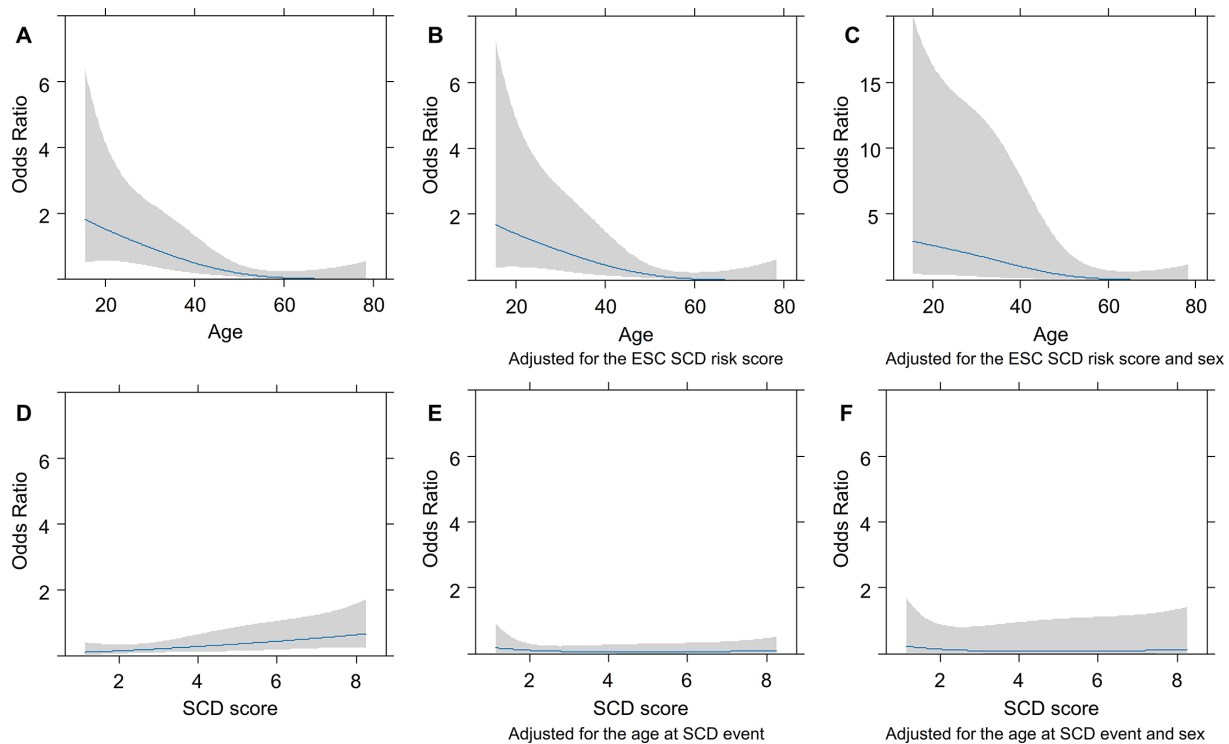 A
Odds Ratio
6
4
2
20 40 60 80
Age
B
Odds Ratio
6
4
2
20 40 60 80
Age
Adjusted for the ESC SCD risk score
C
Odds Ratio
15
10
5
20 40 60 80
Age
Adjusted for the ESC SCD risk score and sex
D
Odds Ratio
6
4
2
2 4 6 8
SCD score
E
Odds Ratio
6
4
2
2 4 6 8
SCD score
Adjusted for the age at SCD event
F
Odds Ratio
6
4
2
2 4 6 8
SCD score
Adjusted for the age at SCD event and sex